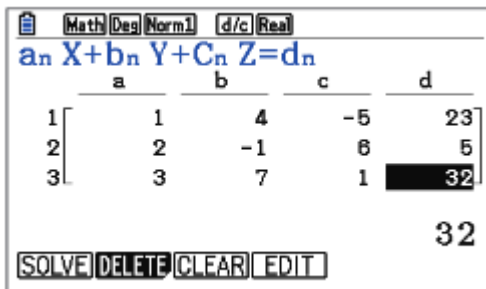 Math Deg Norm1 d/c Real
an X+bn Y+Cn Z=dn
a b c d
1 1 4 -5 23
2 2 -1 6 5
3 3 7 1 32
32
SOLVE DELETE CLEAR EDIT